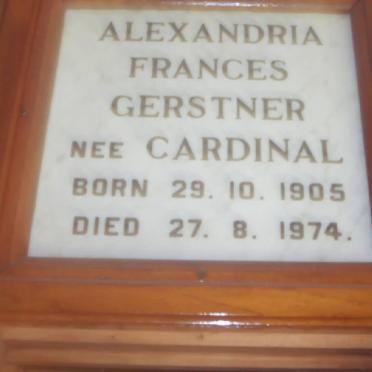 ALEXANDRIA
FRANCES
GERSTNER
NEE CARDINAL
BORN 29. 10. 1905
DIED 27. 8. 1974.